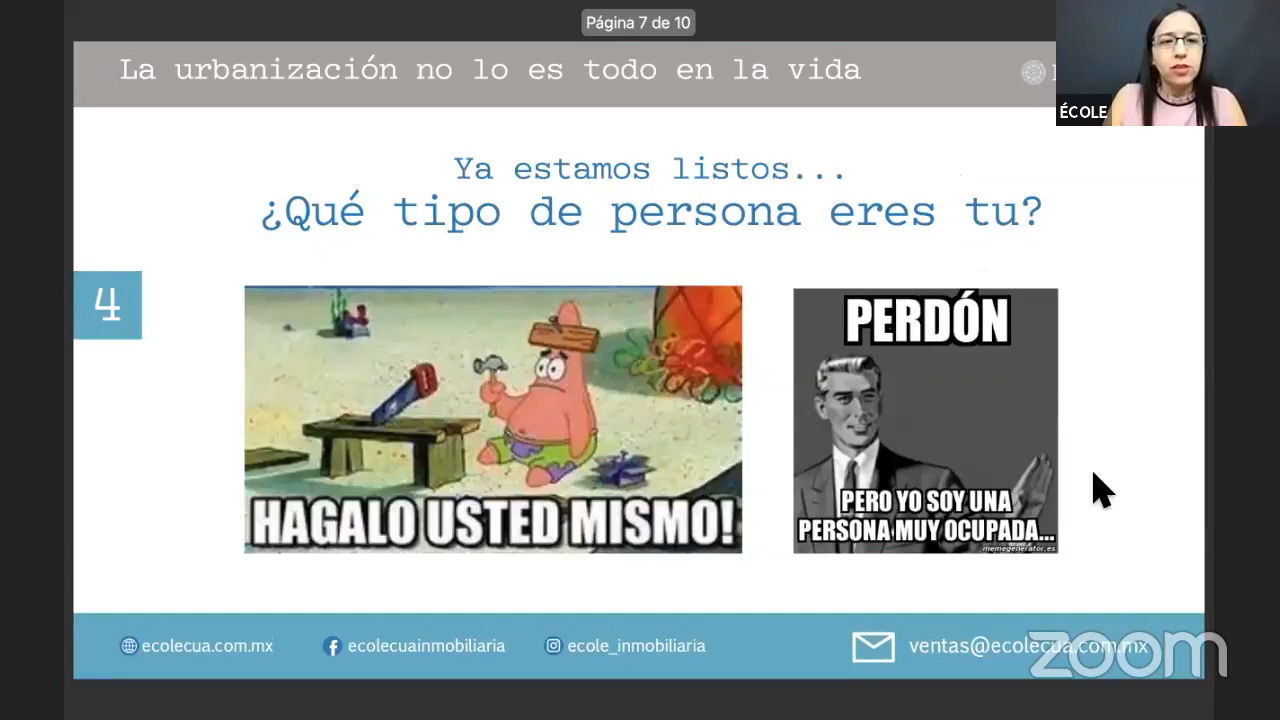 Página 7 de 10
La urbanización no lo es todo en la vida
ÉCOLE
Ya estamos listos...
¿Qué tipo de persona eres tu?
4
HAGALO USTED MISMO!
PERDÓN
PERO YO SOY UNA
PERSONA MUY OCUPADA...
memegenerator.es
ecolecua.com.mx
ecolecuainmobiliaria
ecole_inmobiliaria
ventas@ecolecua.com.mx
zoom